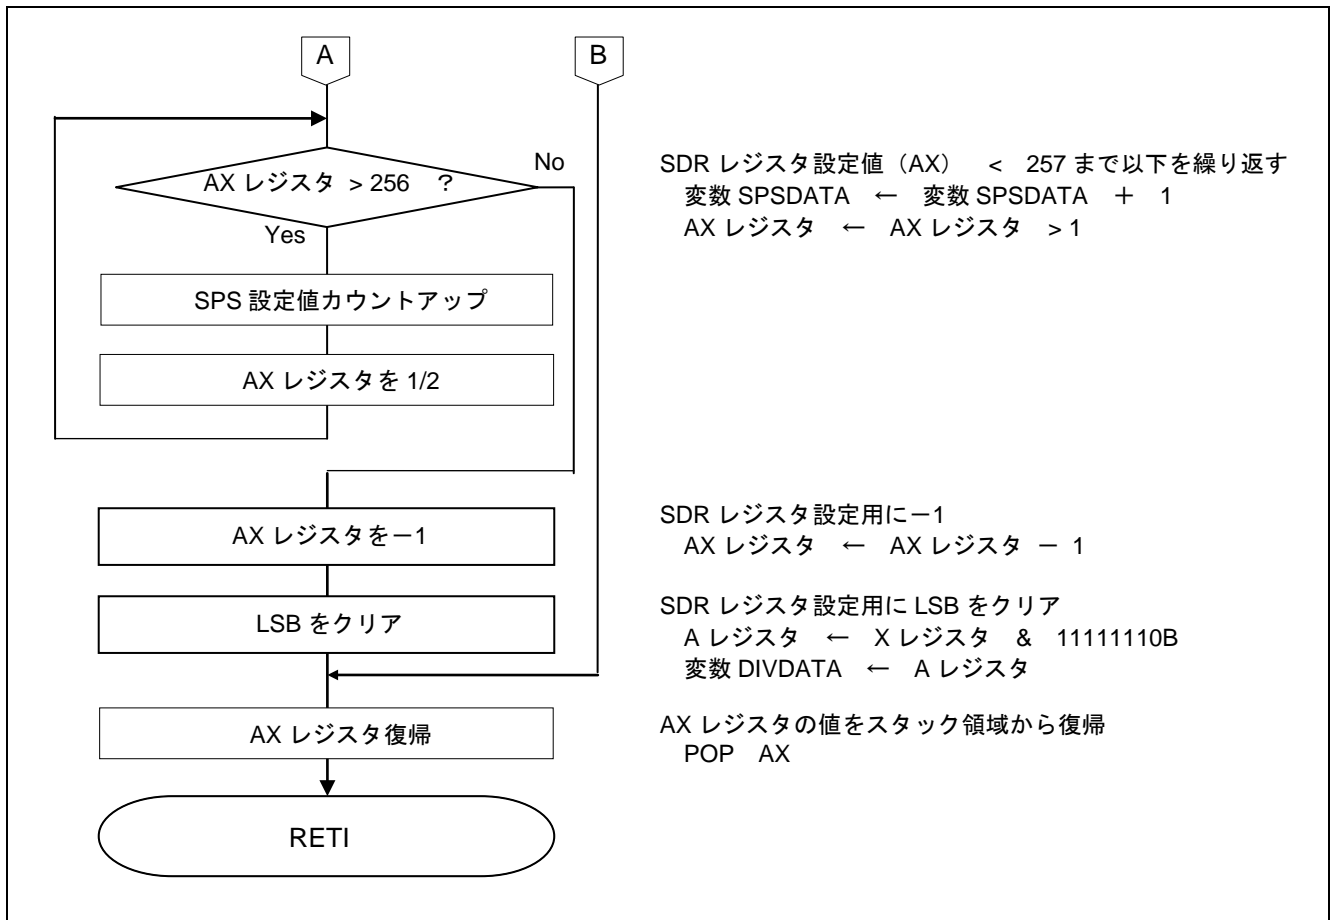 A
B
No
AX レジスタ > 256 ?
Yes
SDR レジスタ設定値（AX） < 257 まで以下を繰り返す
変数 SPSDATA ← 変数 SPSDATA ＋ 1
AX レジスタ ← AX レジスタ > 1
SPS 設定値カウントアップ
AX レジスタを 1/2
AX レジスタを－1
SDR レジスタ設定用に－1
AX レジスタ ← AX レジスタ － 1
LSB をクリア
SDR レジスタ設定用に LSB をクリア
A レジスタ ← X レジスタ & 11111110B
変数 DIVDATA ← A レジスタ
AX レジスタ復帰
AX レジスタの値をスタック領域から復帰
POP AX
RETI